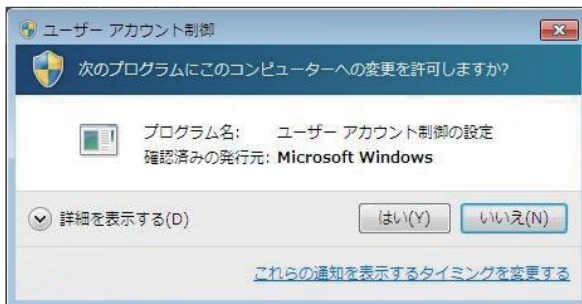 ユーザー アカウント制御
次のプログラムにこのコンピューターへの変更を許可しますか?
プログラム名: ユーザー アカウント制御の設定
確認済みの発行元: Microsoft Windows
詳細を表示する(D) はい(Y) いいえ(N)
これらの通知を表示するタイミングを変更する